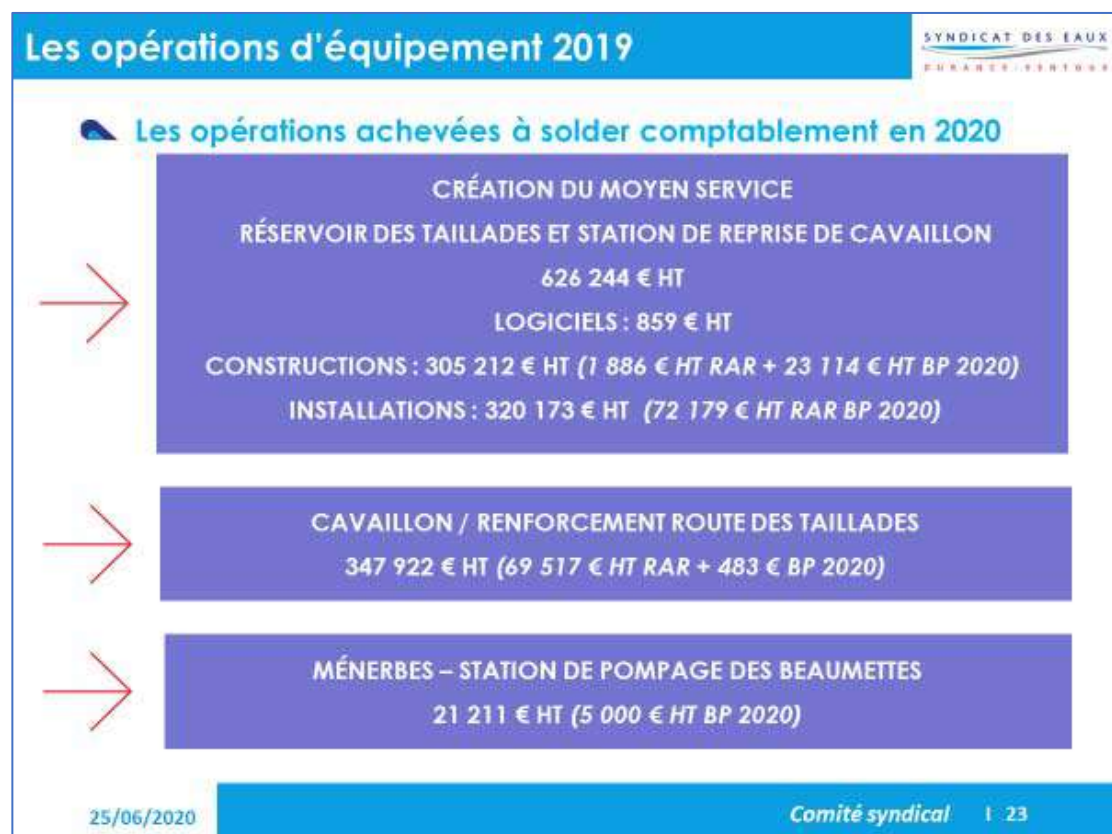 Les opérations d'équipement 2019
SYNDICAT DES EAUX
DURANCE-VENTOUX
Les opérations achevées à solder comptablement en 2020
CRÉATION DU MOYEN SERVICE
RÉSERVOIR DES TAILLADES ET STATION DE REPRISE DE CAVAILLON
626 244 € HT
LOGICIELS : 859 € HT
CONSTRUCTIONS : 305 212 € HT (1 886 € HT RAR + 23 114 € HT BP 2020)
INSTALLATIONS : 320 173 € HT (72 179 € HT RAR BP 2020)
CAVAILLON / RENFORCEMENT ROUTE DES TAILLADES
347 922 € HT (69 517 € HT RAR + 483 € BP 2020)
MÉNERBES – STATION DE POMPAGE DES BEAUMETTES
21 211 € HT (5 000 € HT BP 2020)
25/06/2020
Comité syndical I 23